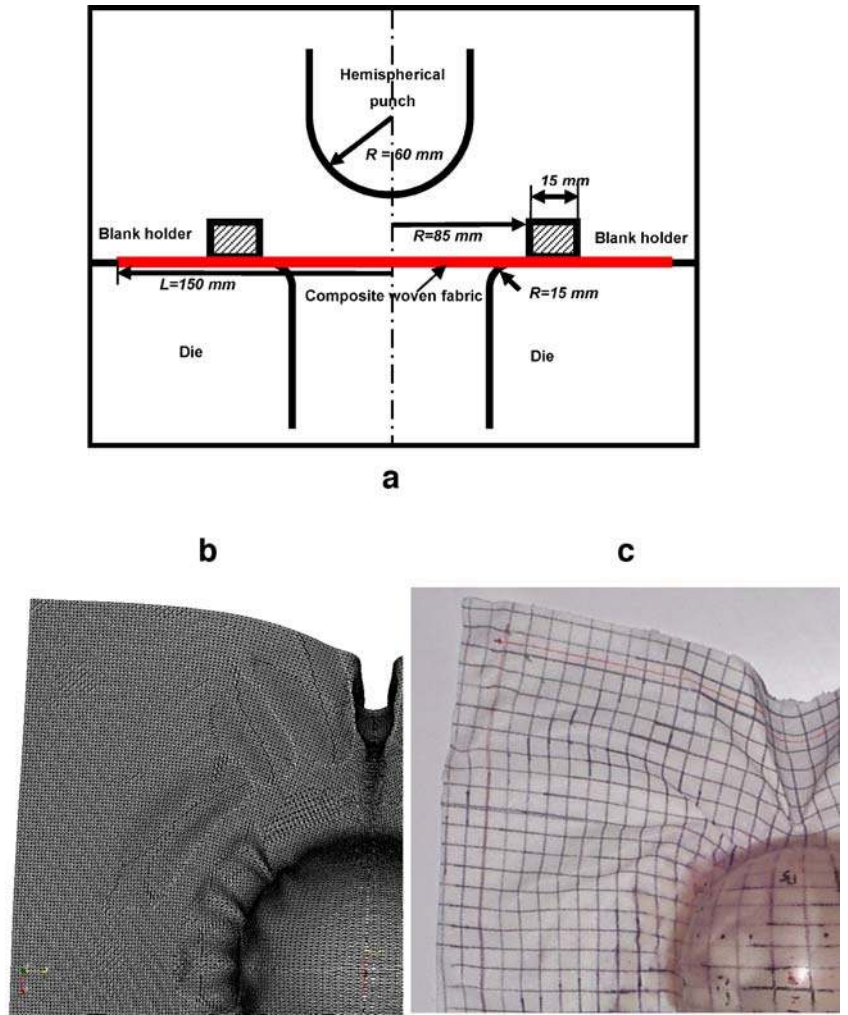 Hemispherical
punch
R = 60 mm
15 mm
Blank holder
R=85 mm
Blank holder
L=150 mm
Composite woven fabric
R=15 mm
Die
Die
a
b
c